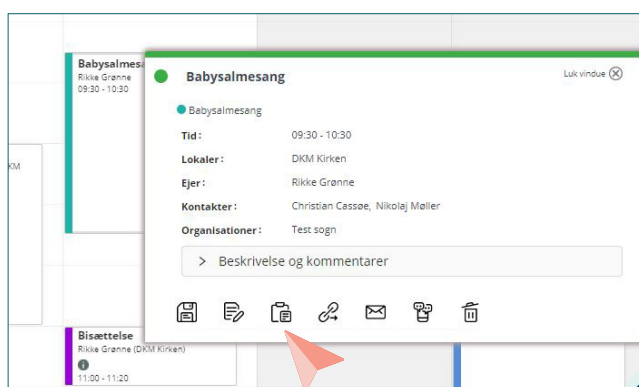 Babysalmesa
Rikke Grønne
09:30 - 10:30
KM
Babysalmesang
Luk vindue
Babysalmesang
Tid: 09:30 - 10:30
Lokaler: DKM Kirken
Ejer: Rikke Grønne
Kontakter: Christian Cassøe, Nikolaj Møller
Organisationer: Test sogn
> Beskrivelse og kommentarer
Bisættelse
Rikke Grønne (DKM Kirken)
11:00 - 11:20